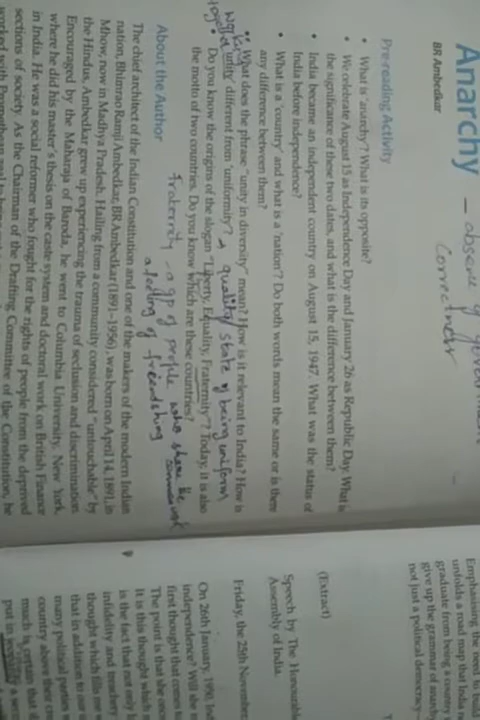 Anarchy – absence of government
correctness
BR Ambedkar
Pre-reading Activity
• What is 'anarchy'? What is its opposite?
• We celebrate August 15 as Independence Day and January 26 as Republic Day. What is
the significance of these two dates, and what is the difference between them?
• India became an independent country on August 15, 1947. What was the status of
India before independence?
• What is a 'country' and what is a 'nation'? Do both words mean the same or is there
any difference between them?
• What does the phrase "unity in diversity" mean? How is it relevant to India? How is
working together
'unity' different from 'uniformity'? → quality/state of being uniform
• Do you know the origins of the slogan "Liberty, Equality, Fraternity"? Today, it is also
the motto of two countries. Do you know which are these countries?
Fraternity → gp of people who share the
common
a feeling of friendship
About the Author
The chief architect of the Indian Constitution and one of the makers of the modern Indian
nation, Bhimrao Ramji Ambedkar, BR Ambedkar (1891–1956), was born on April 14, 1891, in
Mhow, now in Madhya Pradesh. Hailing from a community considered "untouchable" by
the Hindus, Ambedkar grew up experiencing the trauma of seclusion and discrimination.
Encouraged by the Maharaja of Baroda, he went to Columbia University, New York,
where he did his master's thesis on the caste system and doctoral work on British Finance
in India. He was a social reformer who fought for the rights of people from the deprived
sections of society. As the Chairman of the Drafting Committee of the Constitution, he
worked with Promethean zeal to bring
Emphasising the need to build
unfolds a road map that India
graduate from being a country
give up the grammar of anarchy
not just a political democracy
(Extract)
Speech by The Honourable
Assembly of India.
Friday, the 25th November,
On 26th January, 1950, India
independence? Will she
first thought that comes
The point is that she once
It is this thought which
is the fact that not only
infidelity and treachery
thought which fills me
that in addition to our
many political parties
country above their
much is certain that
put in